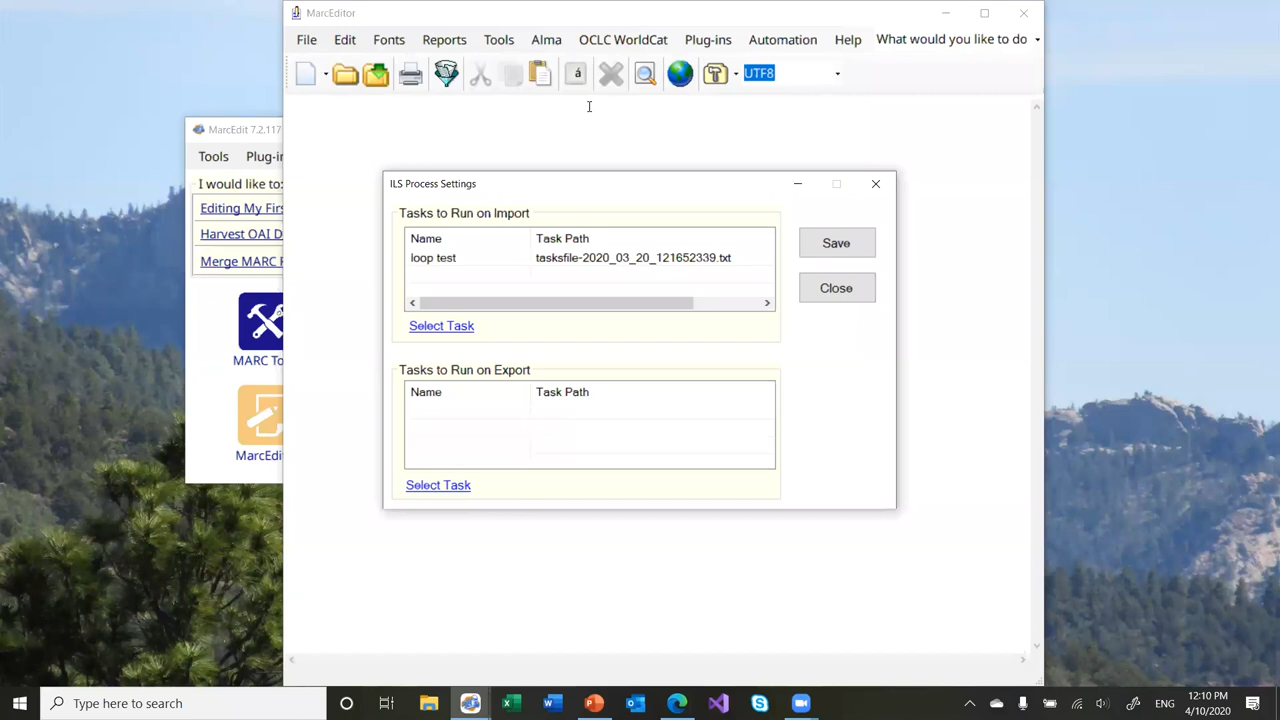 MarcEditor
File Edit Fonts Reports Tools Alma OCLC WorldCat Plug-ins Automation Help What would you like to do
á UTF8
MarcEdit 7.2.117
Tools Plug-in
I would like to:
Editing My Firs
Harvest OAI D
Merge MARC F
MARC To
MarcEdi
ILS Process Settings
Tasks to Run on Import
Name Task Path
loop test tasksfile-2020_03_20_121652339.txt
Select Task
Save
Close
Tasks to Run on Export
Name Task Path
Select Task
Type here to search
ENG
12:10 PM
4/10/2020